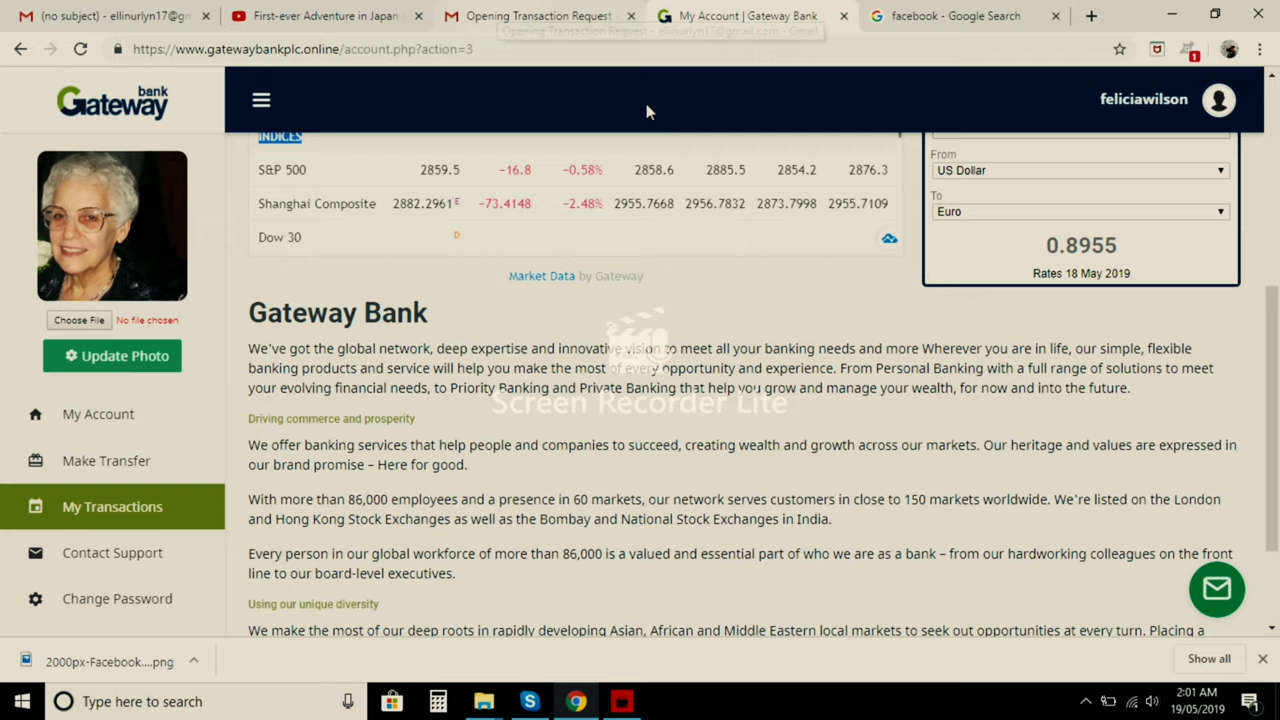 (no subject) - ellinurlyn17@gm
First-ever Adventure in Japan
Opening Transaction Request
My Account | Gateway Bank
facebook - Google Search
Opening Transaction Request - ellinurlyn17@gmail.com - Gmail
https://www.gatewaybankplc.online/account.php?action=3
1
Gateway bank
feliciawilson
INDICES
S&P 500 2859.5 -16.8 -0.58% 2858.6 2885.5 2854.2 2876.3
Shanghai Composite 2882.2961 E -73.4148 -2.48% 2955.7668 2956.7832 2873.7998 2955.7109
Dow 30 D
Market Data by Gateway
From
US Dollar
To
Euro
0.8955
Rates 18 May 2019
Choose File No file chosen
Update Photo
My Account
Make Transfer
My Transactions
Contact Support
Change Password
Gateway Bank
We've got the global network, deep expertise and innovative vision to meet all your banking needs and more Wherever you are in life, our simple, flexible
banking products and service will help you make the most of every opportunity and experience. From Personal Banking with a full range of solutions to meet
your evolving financial needs, to Priority Banking and Private Banking that help you grow and manage your wealth, for now and into the future.
Screen Recorder Lite
Driving commerce and prosperity
We offer banking services that help people and companies to succeed, creating wealth and growth across our markets. Our heritage and values are expressed in
our brand promise – Here for good.
With more than 86,000 employees and a presence in 60 markets, our network serves customers in close to 150 markets worldwide. We're listed on the London
and Hong Kong Stock Exchanges as well as the Bombay and National Stock Exchanges in India.
Every person in our global workforce of more than 86,000 is a valued and essential part of who we are as a bank – from our hardworking colleagues on the front
line to our board-level executives.
Using our unique diversity
We make the most of our deep roots in rapidly developing Asian, African and Middle Eastern local markets to seek out opportunities at every turn. Placing a
2000px-Facebook....png
Show all
Type here to search
2:01 AM
19/05/2019
1